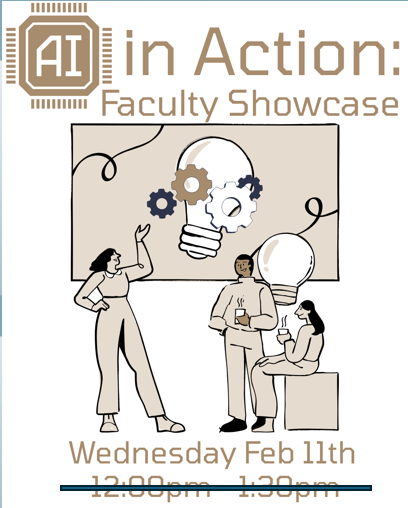 AI in Action:
Faculty Showcase
Wednesday Feb 11th
12:00pm - 1:30pm